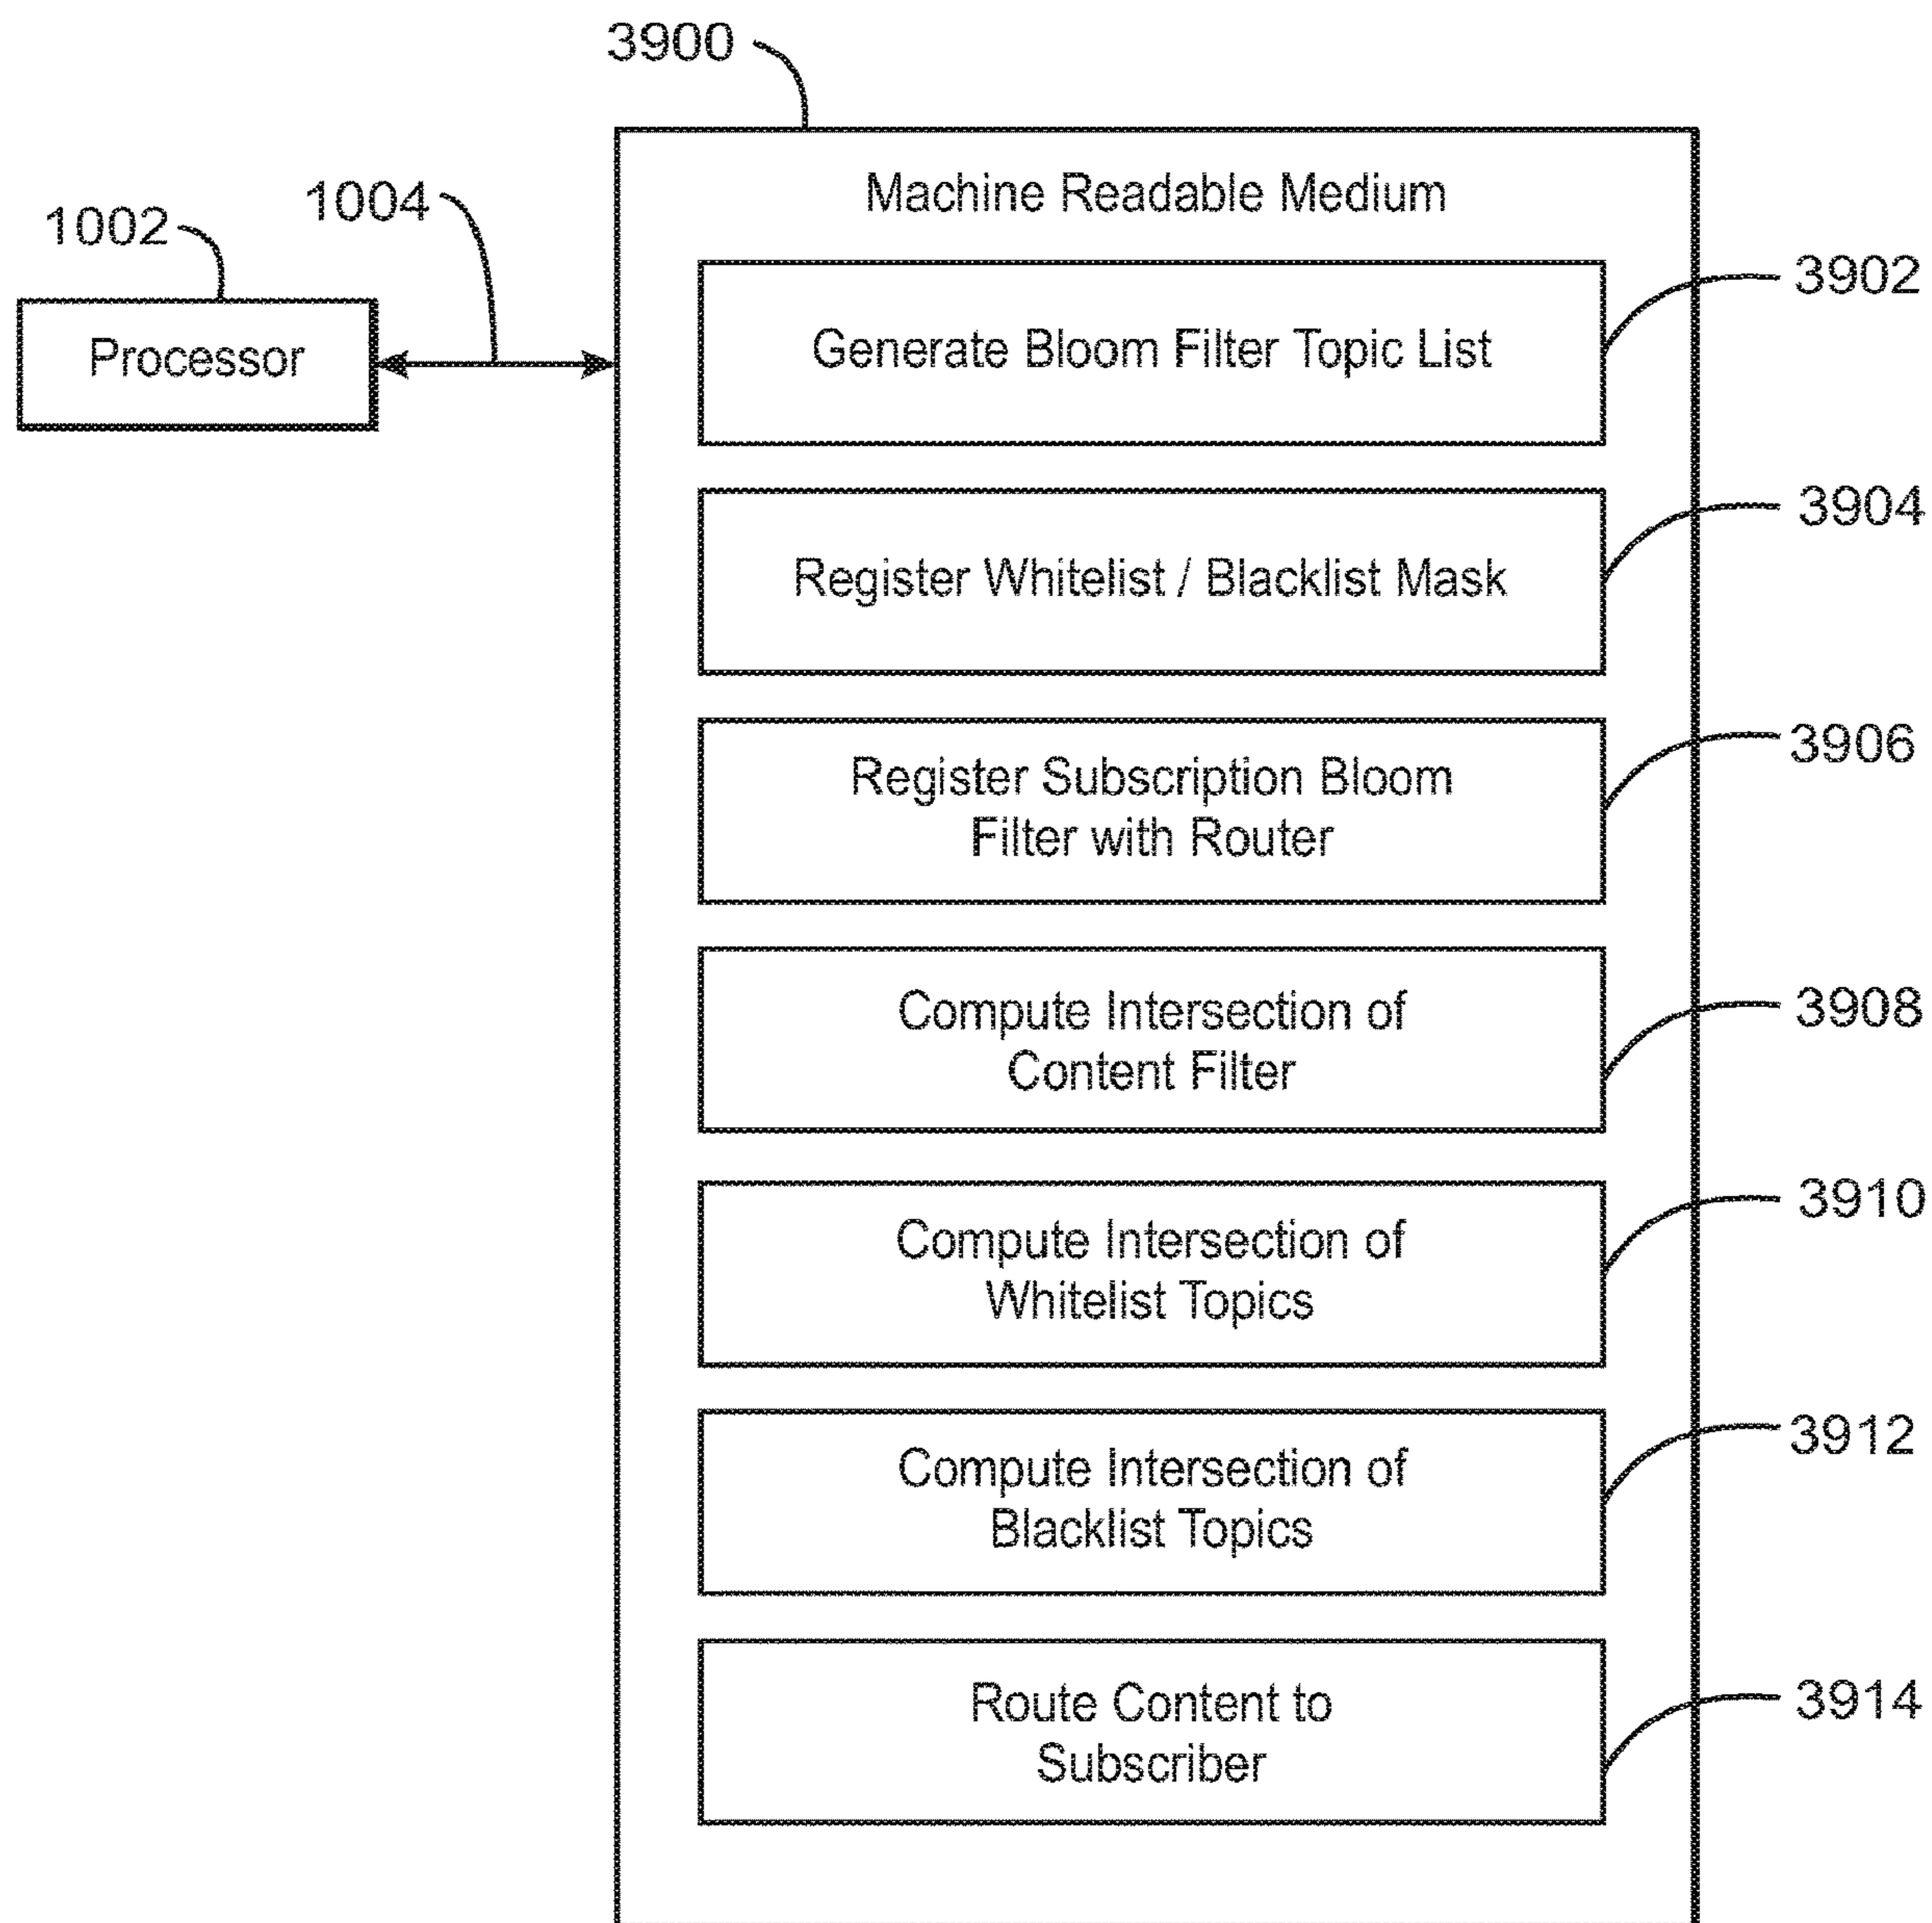 3900
1004
1002
Machine Readable Medium
Processor
3902
Generate Bloom Filter Topic List
3904
Register Whitelist / Blacklist Mask
3906
Register Subscription Bloom
Filter with Router
3908
Compute Intersection of
Content Filter
3910
Compute Intersection of
Whitelist Topics
3912
Compute Intersection of
Blacklist Topics
3914
Route Content to
Subscriber